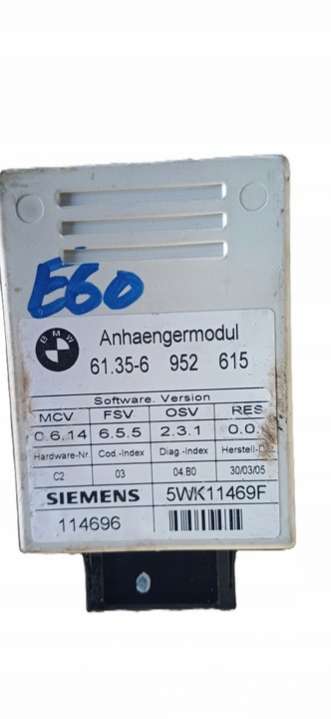 E60
BMW
Anhaengermodul
61.35-6 952 615
Software. Version
MCV FSV OSV RES
0.6.14 6.5.5 2.3.1 0.0.
Hardware-Nr. Cod.-Index Diag.-Index Herstell-D
C2 03 04.B0 30/03/05
SIEMENS 5WK11469F
114696